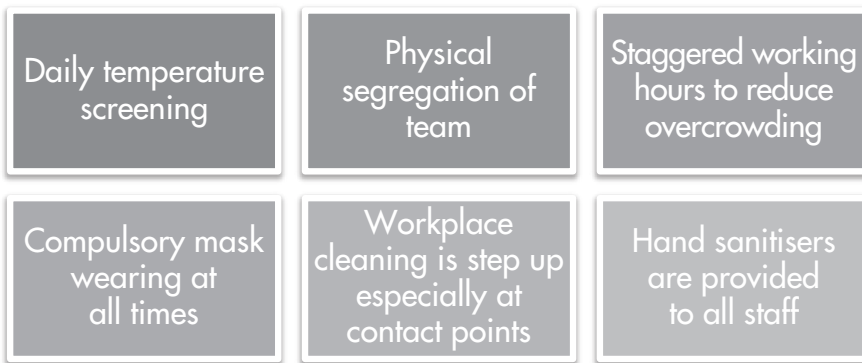 Daily temperature
screening
Physical
segregation of
team
Staggered working
hours to reduce
overcrowding
Compulsory mask
wearing at
all times
Workplace
cleaning is step up
especially at
contact points
Hand sanitisers
are provided
to all staff